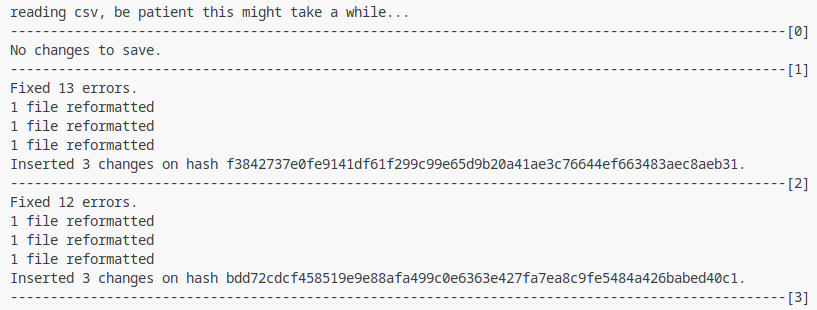 reading csv, be patient this might take a while...
------------------------------------------------------------------------------------------------[0]
No changes to save.
------------------------------------------------------------------------------------------------[1]
Fixed 13 errors.
1 file reformatted
1 file reformatted
1 file reformatted
Inserted 3 changes on hash f3842737e0fe9141df61f299c99e65d9b20a41ae3c76644ef663483aec8aeb31.
------------------------------------------------------------------------------------------------[2]
Fixed 12 errors.
1 file reformatted
1 file reformatted
1 file reformatted
Inserted 3 changes on hash bdd72cdcf458519e9e88afa499c0e6363e427fa7ea8c9fe5484a426babed40c1.
------------------------------------------------------------------------------------------------[3]